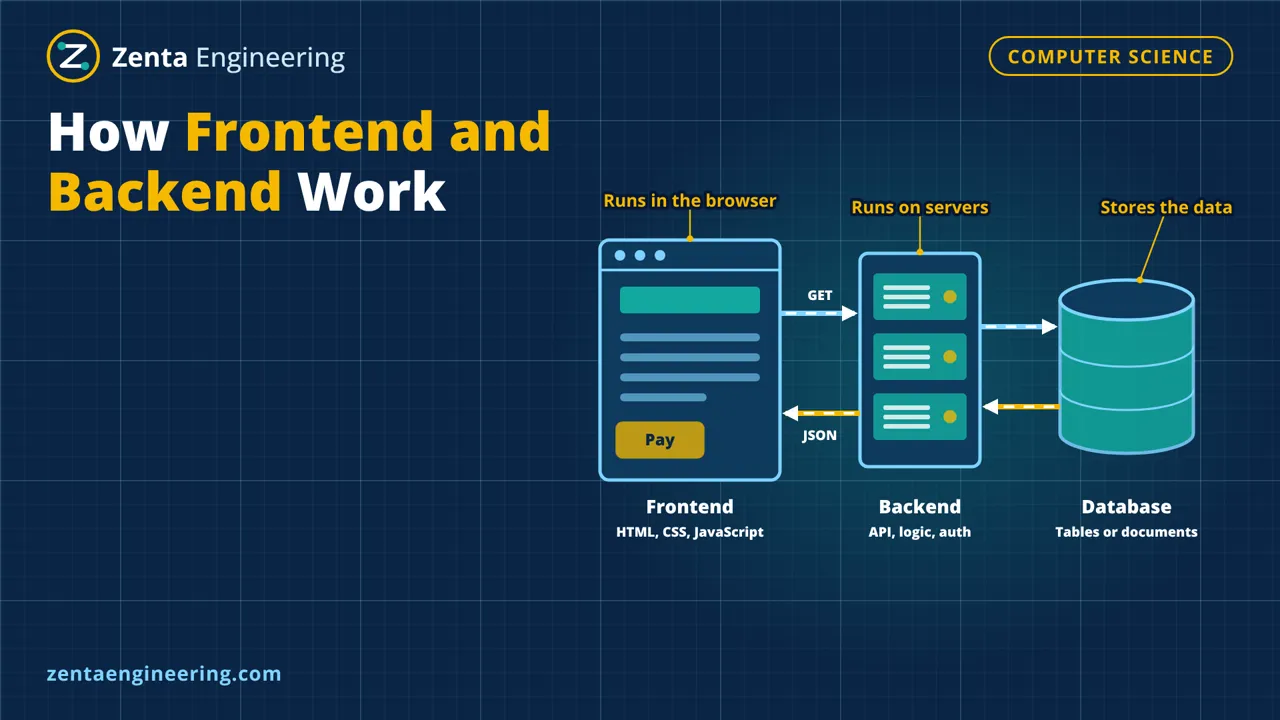 Zenta Engineering
COMPUTER SCIENCE
How Frontend and
Backend Work
Runs in the browser
Runs on servers
Stores the data
GET
JSON
Pay
Frontend
HTML, CSS, JavaScript
Backend
API, logic, auth
Database
Tables or documents
zentaengineering.com